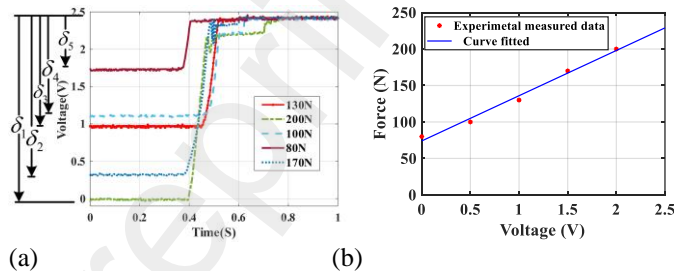 2.5
2
1.5
1
0.5
0
Voltage(V)
δ
δ4
δ3
δ2
δ1
130N
200N
100N
80N
170N
0 0.2 0.4 0.6 0.8 1
Time(S)
(a)
250
200
150
100
50
0
Force (N)
Experimetal measured data
Curve fitted
0 0.5 1 1.5 2 2.5
Voltage (V)
(b)